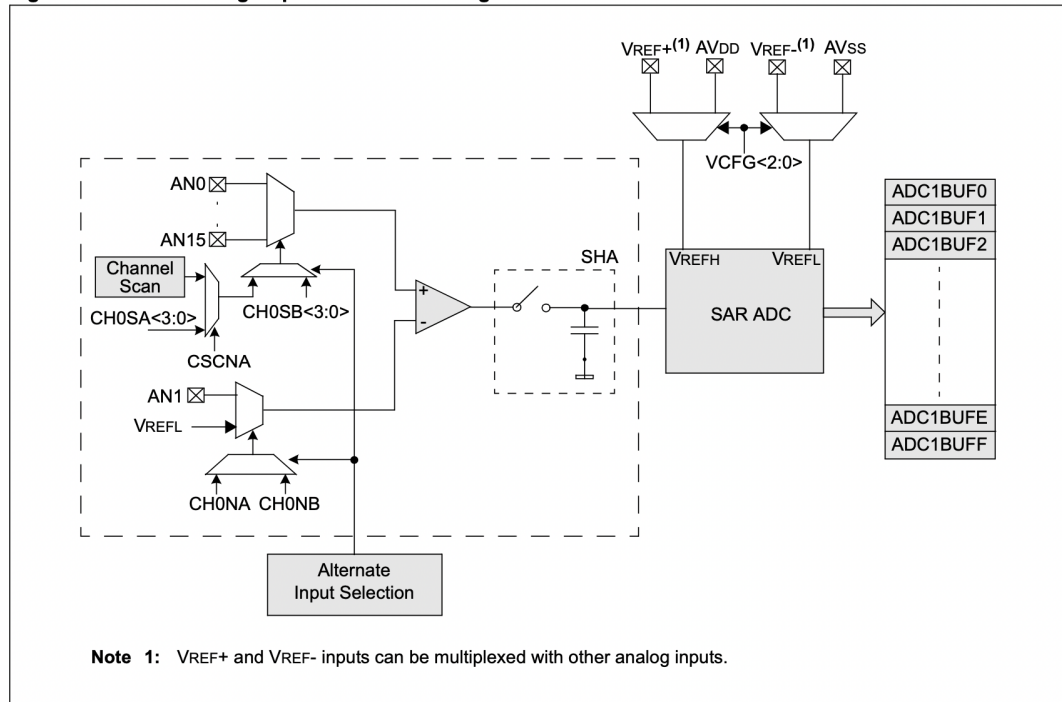 VREF+(1) AVDD VREF-(1) AVSS
VCFG<2:0>
AN0
AN15
Channel
Scan
CH0SA<3:0>
CH0SB<3:0>
CSCNA
AN1
VREFL
CH0NA CH0NB
+
-
SHA
VREFH VREFL
SAR ADC
ADC1BUF0
ADC1BUF1
ADC1BUF2
ADC1BUFE
ADC1BUFF
Alternate
Input Selection
Note 1: VREF+ and VREF- inputs can be multiplexed with other analog inputs.